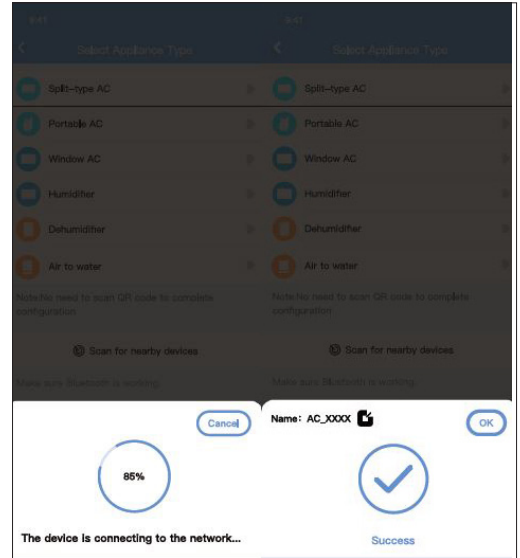 9:41
Select Appliance Type
Split-type AC
Portable AC
Window AC
Humidifier
Dehumidifier
Air to water
Note:No need to scan QR code to complete
configuration
Scan for nearby devices
Make sure Bluetooth is working.
Cancel
85%
The device is connecting to the network...
9:41
Select Appliance Type
Split-type AC
Portable AC
Window AC
Humidifier
Dehumidifier
Air to water
Note:No need to scan QR code to complete
configuration
Scan for nearby devices
Make sure Bluetooth is working.
Name: AC_XXXX
OK
Success